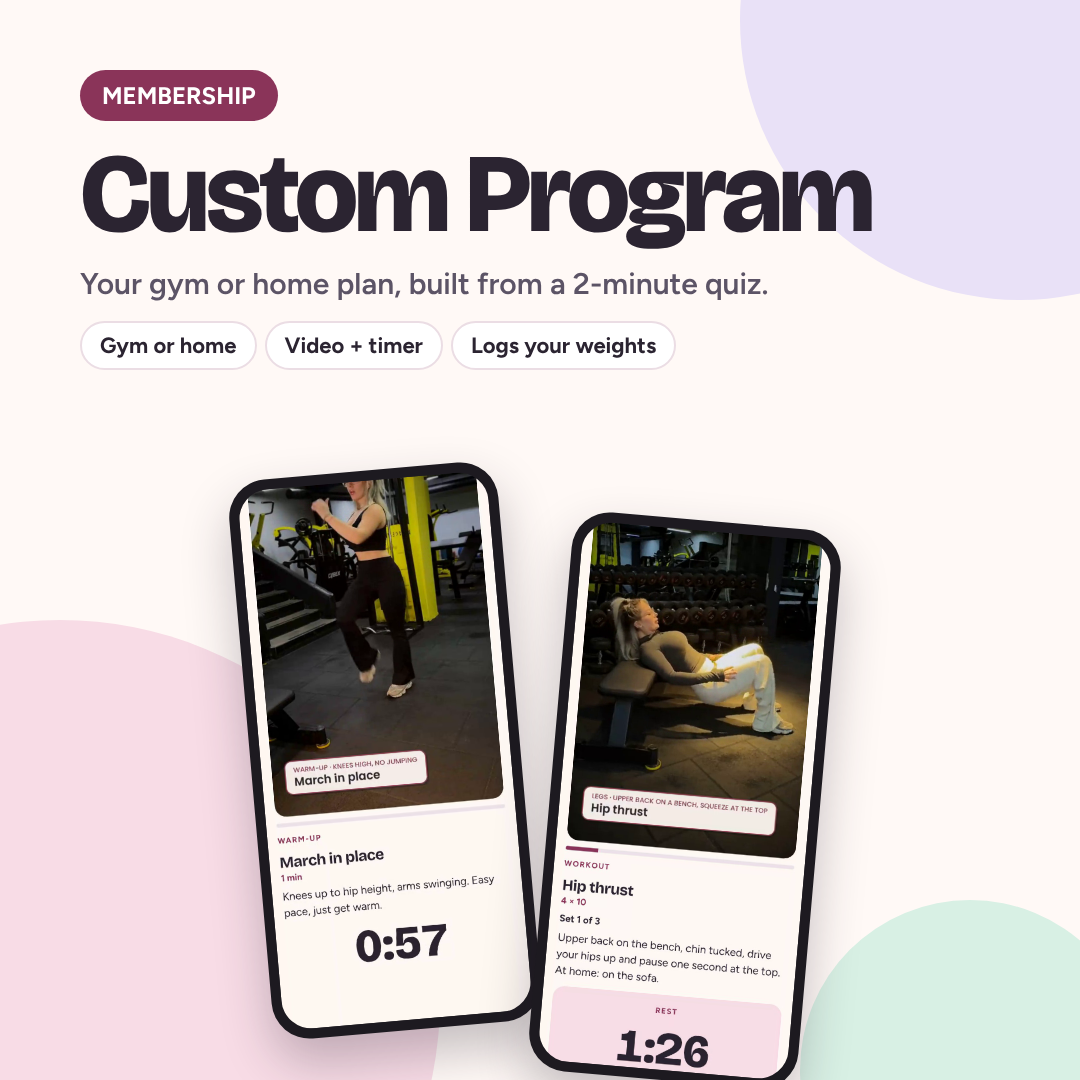 MEMBERSHIP
Custom Program
Your gym or home plan, built from a 2-minute quiz.
Gym or home
Video + timer
Logs your weights
WARM-UP · KNEES HIGH, NO JUMPING
March in place
WARM-UP
March in place
1 min
Knees up to hip height, arms swinging. Easy
pace, just get warm.
0:57
LEGS · UPPER BACK ON A BENCH, SQUEEZE AT THE TOP
Hip thrust
WORKOUT
Hip thrust
4 × 10
Set 1 of 3
Upper back on the bench, chin tucked, drive
your hips up and pause one second at the top.
At home: on the sofa.
REST
1:26